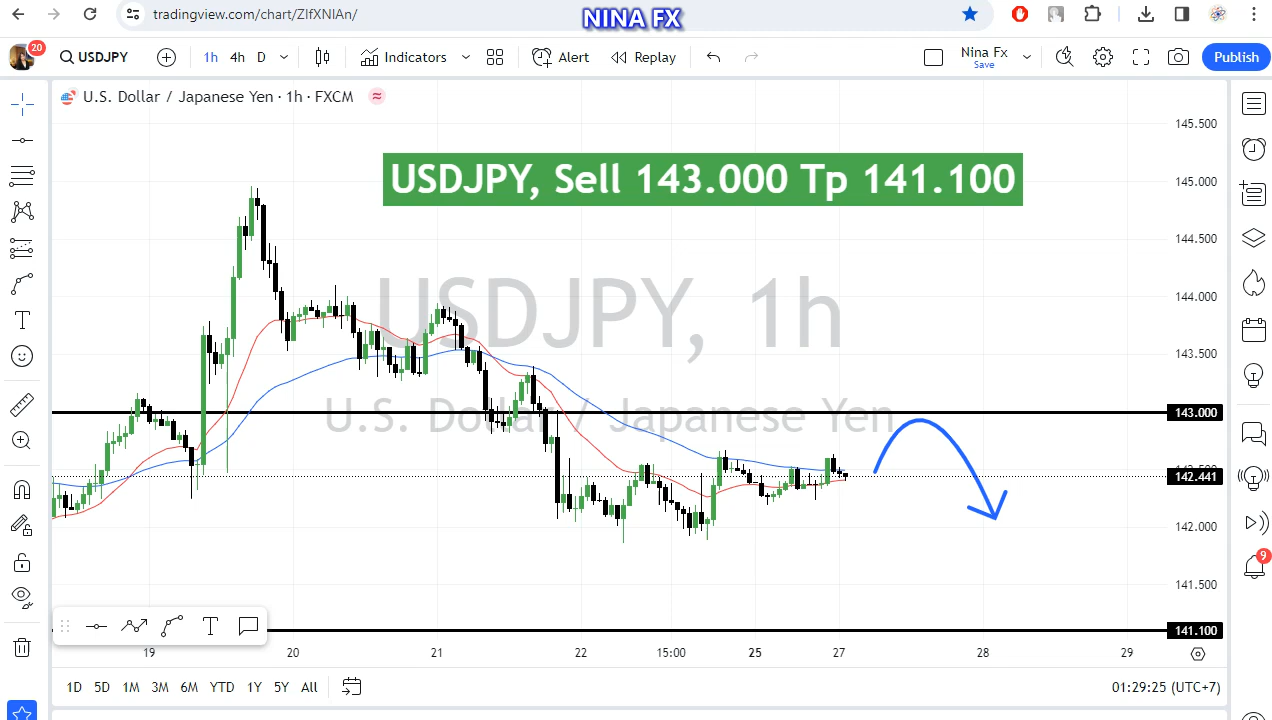 tradingview.com/chart/ZIfXNIAn/
NINA FX
20
USDJPY
1h
4h
D
Indicators
Alert
Replay
Nina Fx
Save
Publish
U.S. Dollar / Japanese Yen · 1h · FXCM
USDJPY, Sell 143.000 Tp 141.100
USDJPY, 1h
U.S. Dollar / Japanese Yen
145.500
145.000
144.500
144.000
143.500
143.000
142.441
142.000
141.500
141.100
9
19
20
21
22
15:00
25
27
28
29
1D
5D
1M
3M
6M
YTD
1Y
5Y
All
01:29:25 (UTC+7)